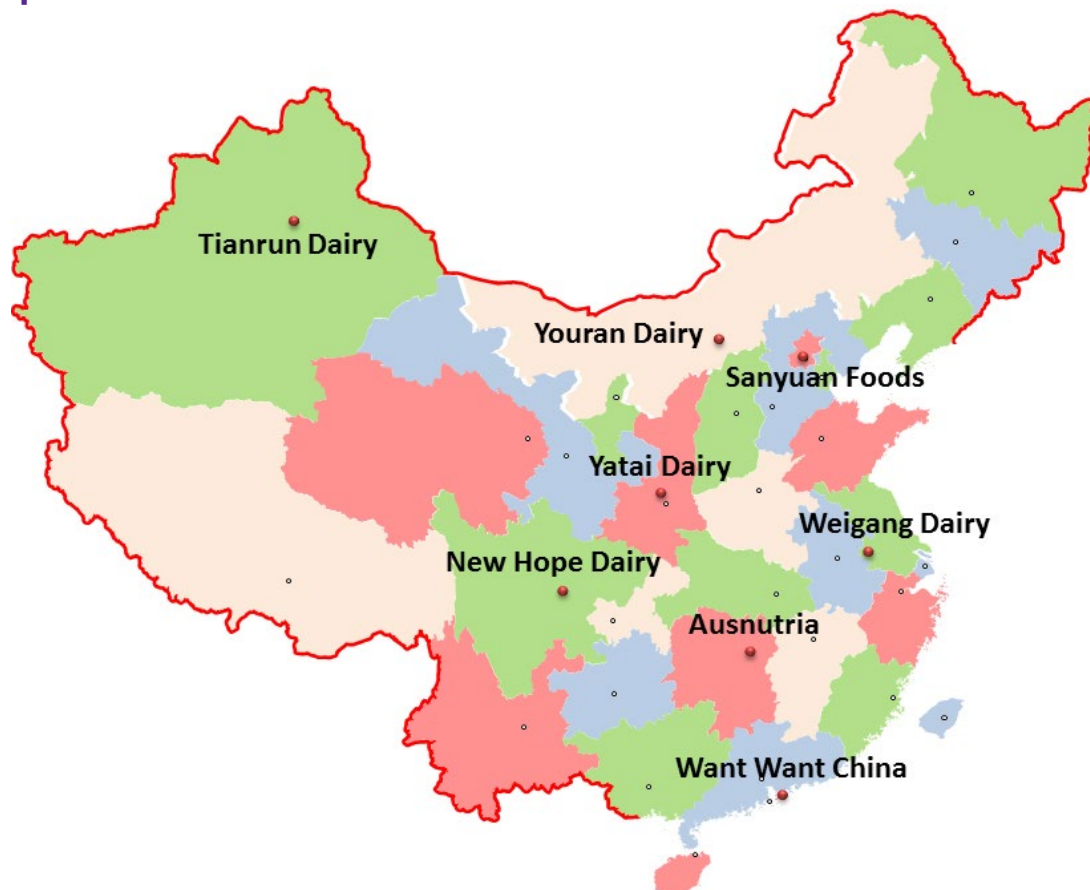 Tianrun Dairy
Youran Dairy
Sanyuan Foods
Yatai Dairy
Weigang Dairy
New Hope Dairy
Ausnutria
Want Want China